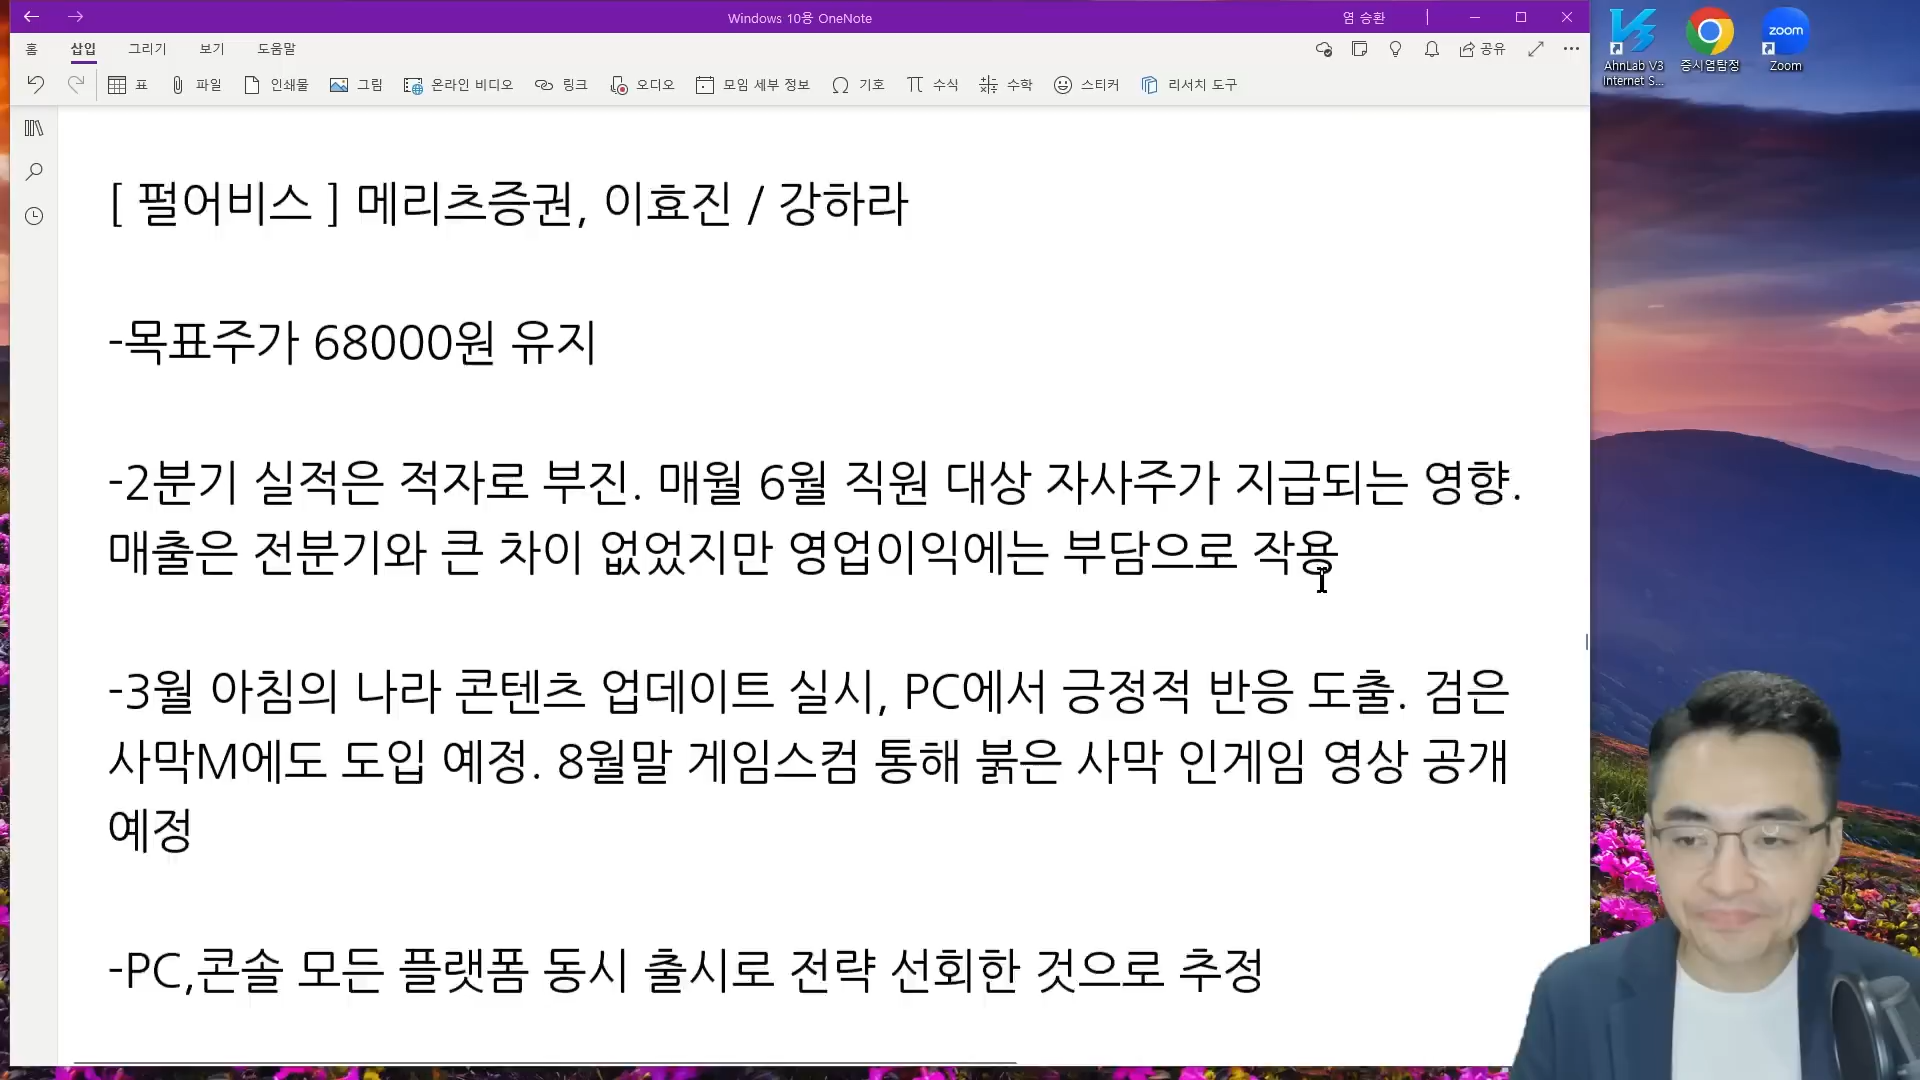 Windows 10용 OneNote
염 승환
홈 삽입 그리기 보기 도움말
공유
표 파일 인쇄물 그림 온라인 비디오 링크 오디오 모임 세부 정보 기호 수식 수학 스티커 리서치 도구
[ 펄어비스 ] 메리츠증권, 이효진 / 강하라
-목표주가 68000원 유지
-2분기 실적은 적자로 부진. 매월 6월 직원 대상 자사주가 지급되는 영향.
매출은 전분기와 큰 차이 없었지만 영업이익에는 부담으로 작용
-3월 아침의 나라 콘텐츠 업데이트 실시, PC에서 긍정적 반응 도출. 검은
사막M에도 도입 예정. 8월말 게임스컴 통해 붉은 사막 인게임 영상 공개
예정
-PC,콘솔 모든 플랫폼 동시 출시로 전략 선회한 것으로 추정
AhnLab V3
Internet S...
증시염탐정
zoom
Zoom